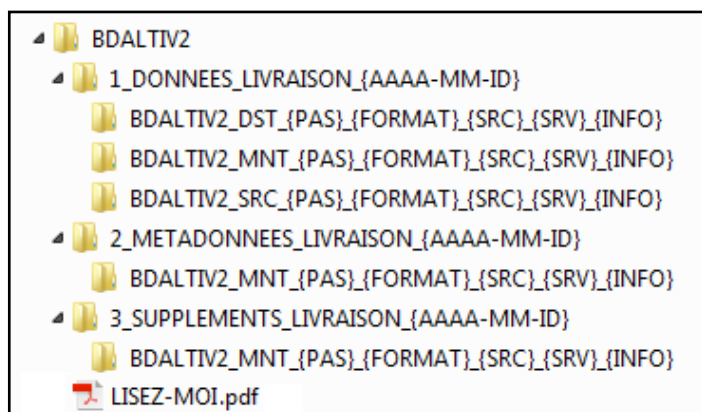 BDALTIV2
1_DONNEES_LIVRAISON_{AAAA-MM-ID}
BDALTIV2_DST_{PAS}_{FORMAT}_{SRC}_{SRV}_{INFO}
BDALTIV2_MNT_{PAS}_{FORMAT}_{SRC}_{SRV}_{INFO}
BDALTIV2_SRC_{PAS}_{FORMAT}_{SRC}_{SRV}_{INFO}
2_METADONNEES_LIVRAISON_{AAAA-MM-ID}
BDALTIV2_MNT_{PAS}_{FORMAT}_{SRC}_{SRV}_{INFO}
3_SUPPLEMENTS_LIVRAISON_{AAAA-MM-ID}
BDALTIV2_MNT_{PAS}_{FORMAT}_{SRC}_{SRV}_{INFO}
LISEZ-MOI.pdf